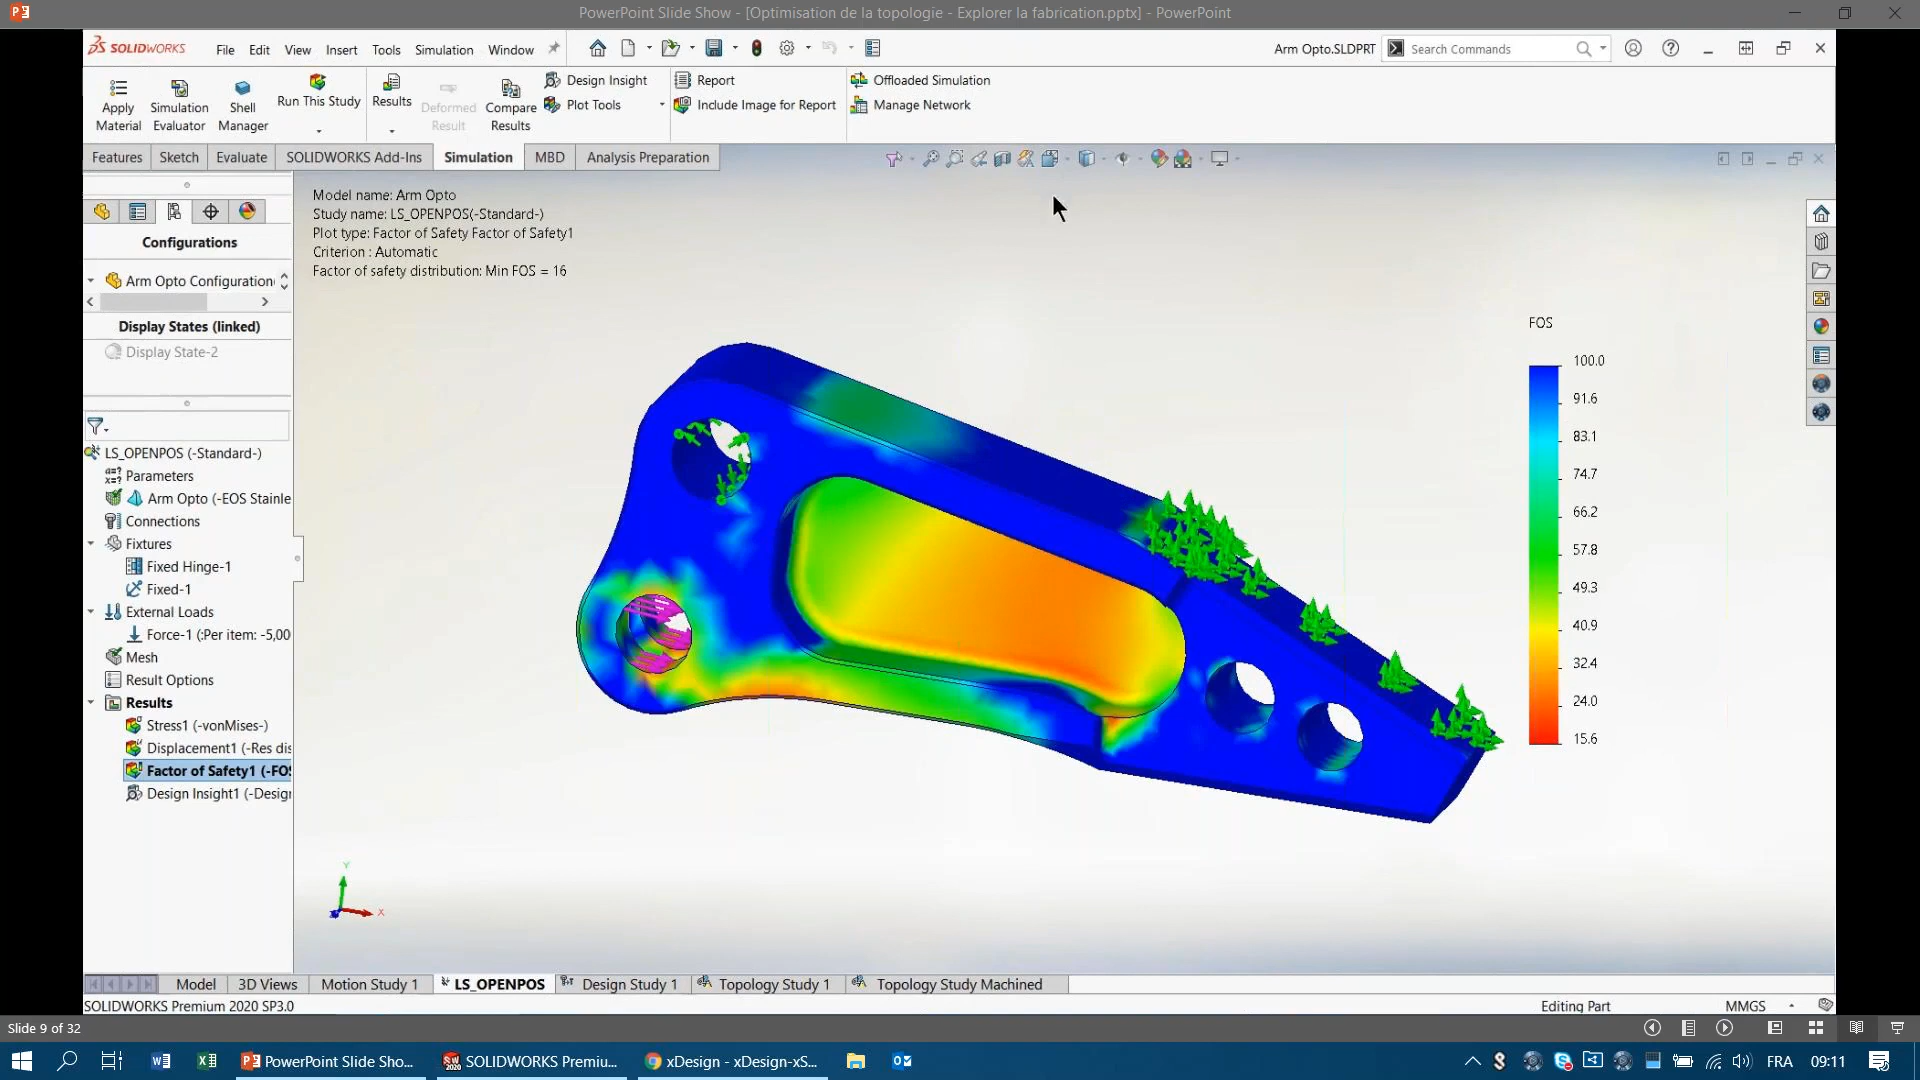 PowerPoint Slide Show - [Optimisation de la topologie - Explorer la fabrication.pptx] - PowerPoint
SOLIDWORKS File Edit View Insert Tools Simulation Window
Arm Opto.SLDPRT Search Commands
Apply Material
Simulation Evaluator
Shell Manager
Run This Study
Results
Deformed Result
Compare Results
Design Insight
Plot Tools
Report
Include Image for Report
Offloaded Simulation
Manage Network
Features Sketch Evaluate SOLIDWORKS Add-Ins Simulation MBD Analysis Preparation
Configurations
Arm Opto Configuration
Display States (linked)
Display State-2
LS_OPENPOS (-Standard-)
Parameters
Arm Opto (-EOS Stainle
Connections
Fixtures
Fixed Hinge-1
Fixed-1
External Loads
Force-1 (:Per item: -5,00
Mesh
Result Options
Results
Stress1 (-vonMises-)
Displacement1 (-Res dis
Factor of Safety1 (-FOS
Design Insight1 (-Design
Model name: Arm Opto
Study name: LS_OPENPOS(-Standard-)
Plot type: Factor of Safety Factor of Safety1
Criterion : Automatic
Factor of safety distribution: Min FOS = 16
FOS
100.0
91.6
83.1
74.7
66.2
57.8
49.3
40.9
32.4
24.0
15.6
Y
X
Model 3D Views Motion Study 1 LS_OPENPOS Design Study 1 Topology Study 1 Topology Study Machined
SOLIDWORKS Premium 2020 SP3.0
Editing Part
MMGS
Slide 9 of 32
PowerPoint Slide Sho... SOLIDWORKS Premiu... xDesign - xDesign-xS... FRA 09:11